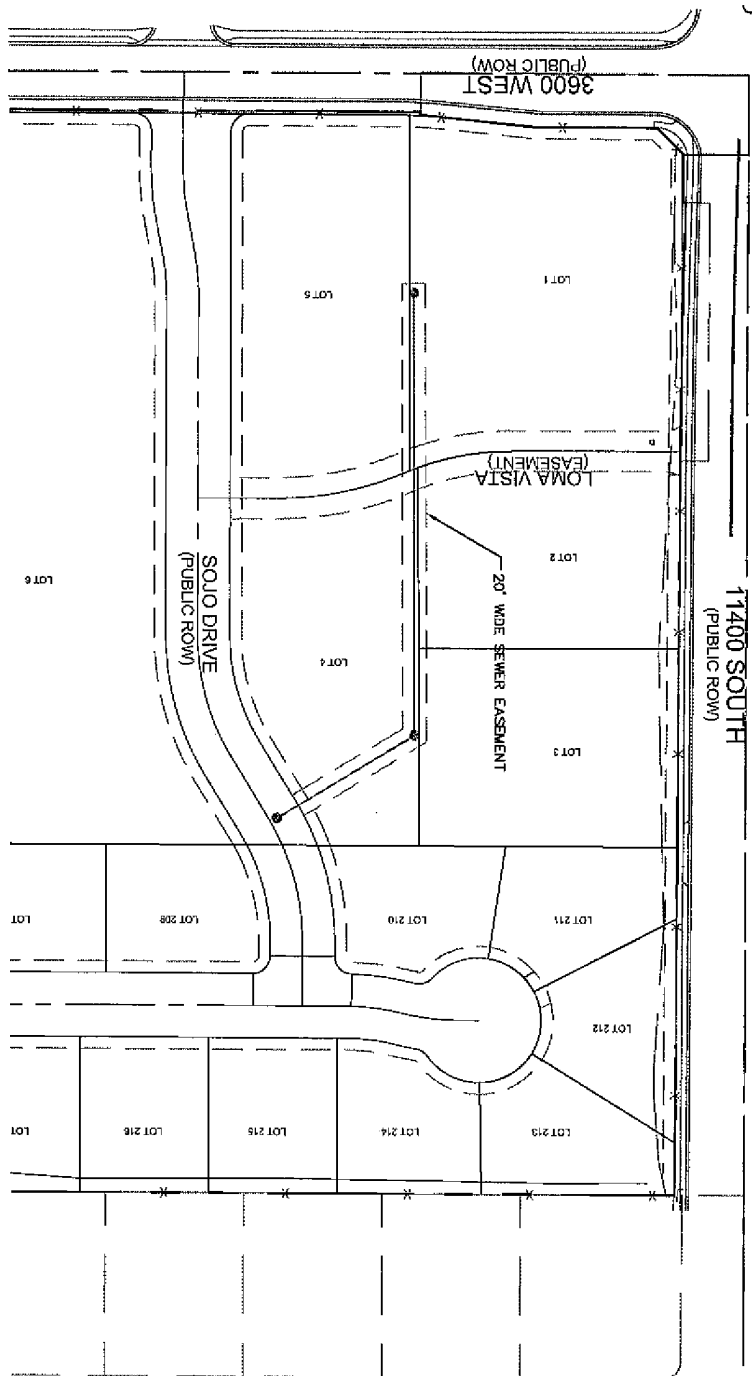 3600 WEST
(PUBLIC ROW)
LOT 5
LOT 1
LOMA VISTA
(EASEMENT)
LOT 6
SOJO DRIVE
(PUBLIC ROW)
LOT 4
LOT 2
20' WIDE SEWER EASEMENT
11400 SOUTH
(PUBLIC ROW)
LOT 3
LOT
LOT 209
LOT 210
LOT 211
LOT 212
LOT
LOT 216
LOT 215
LOT 214
LOT 213